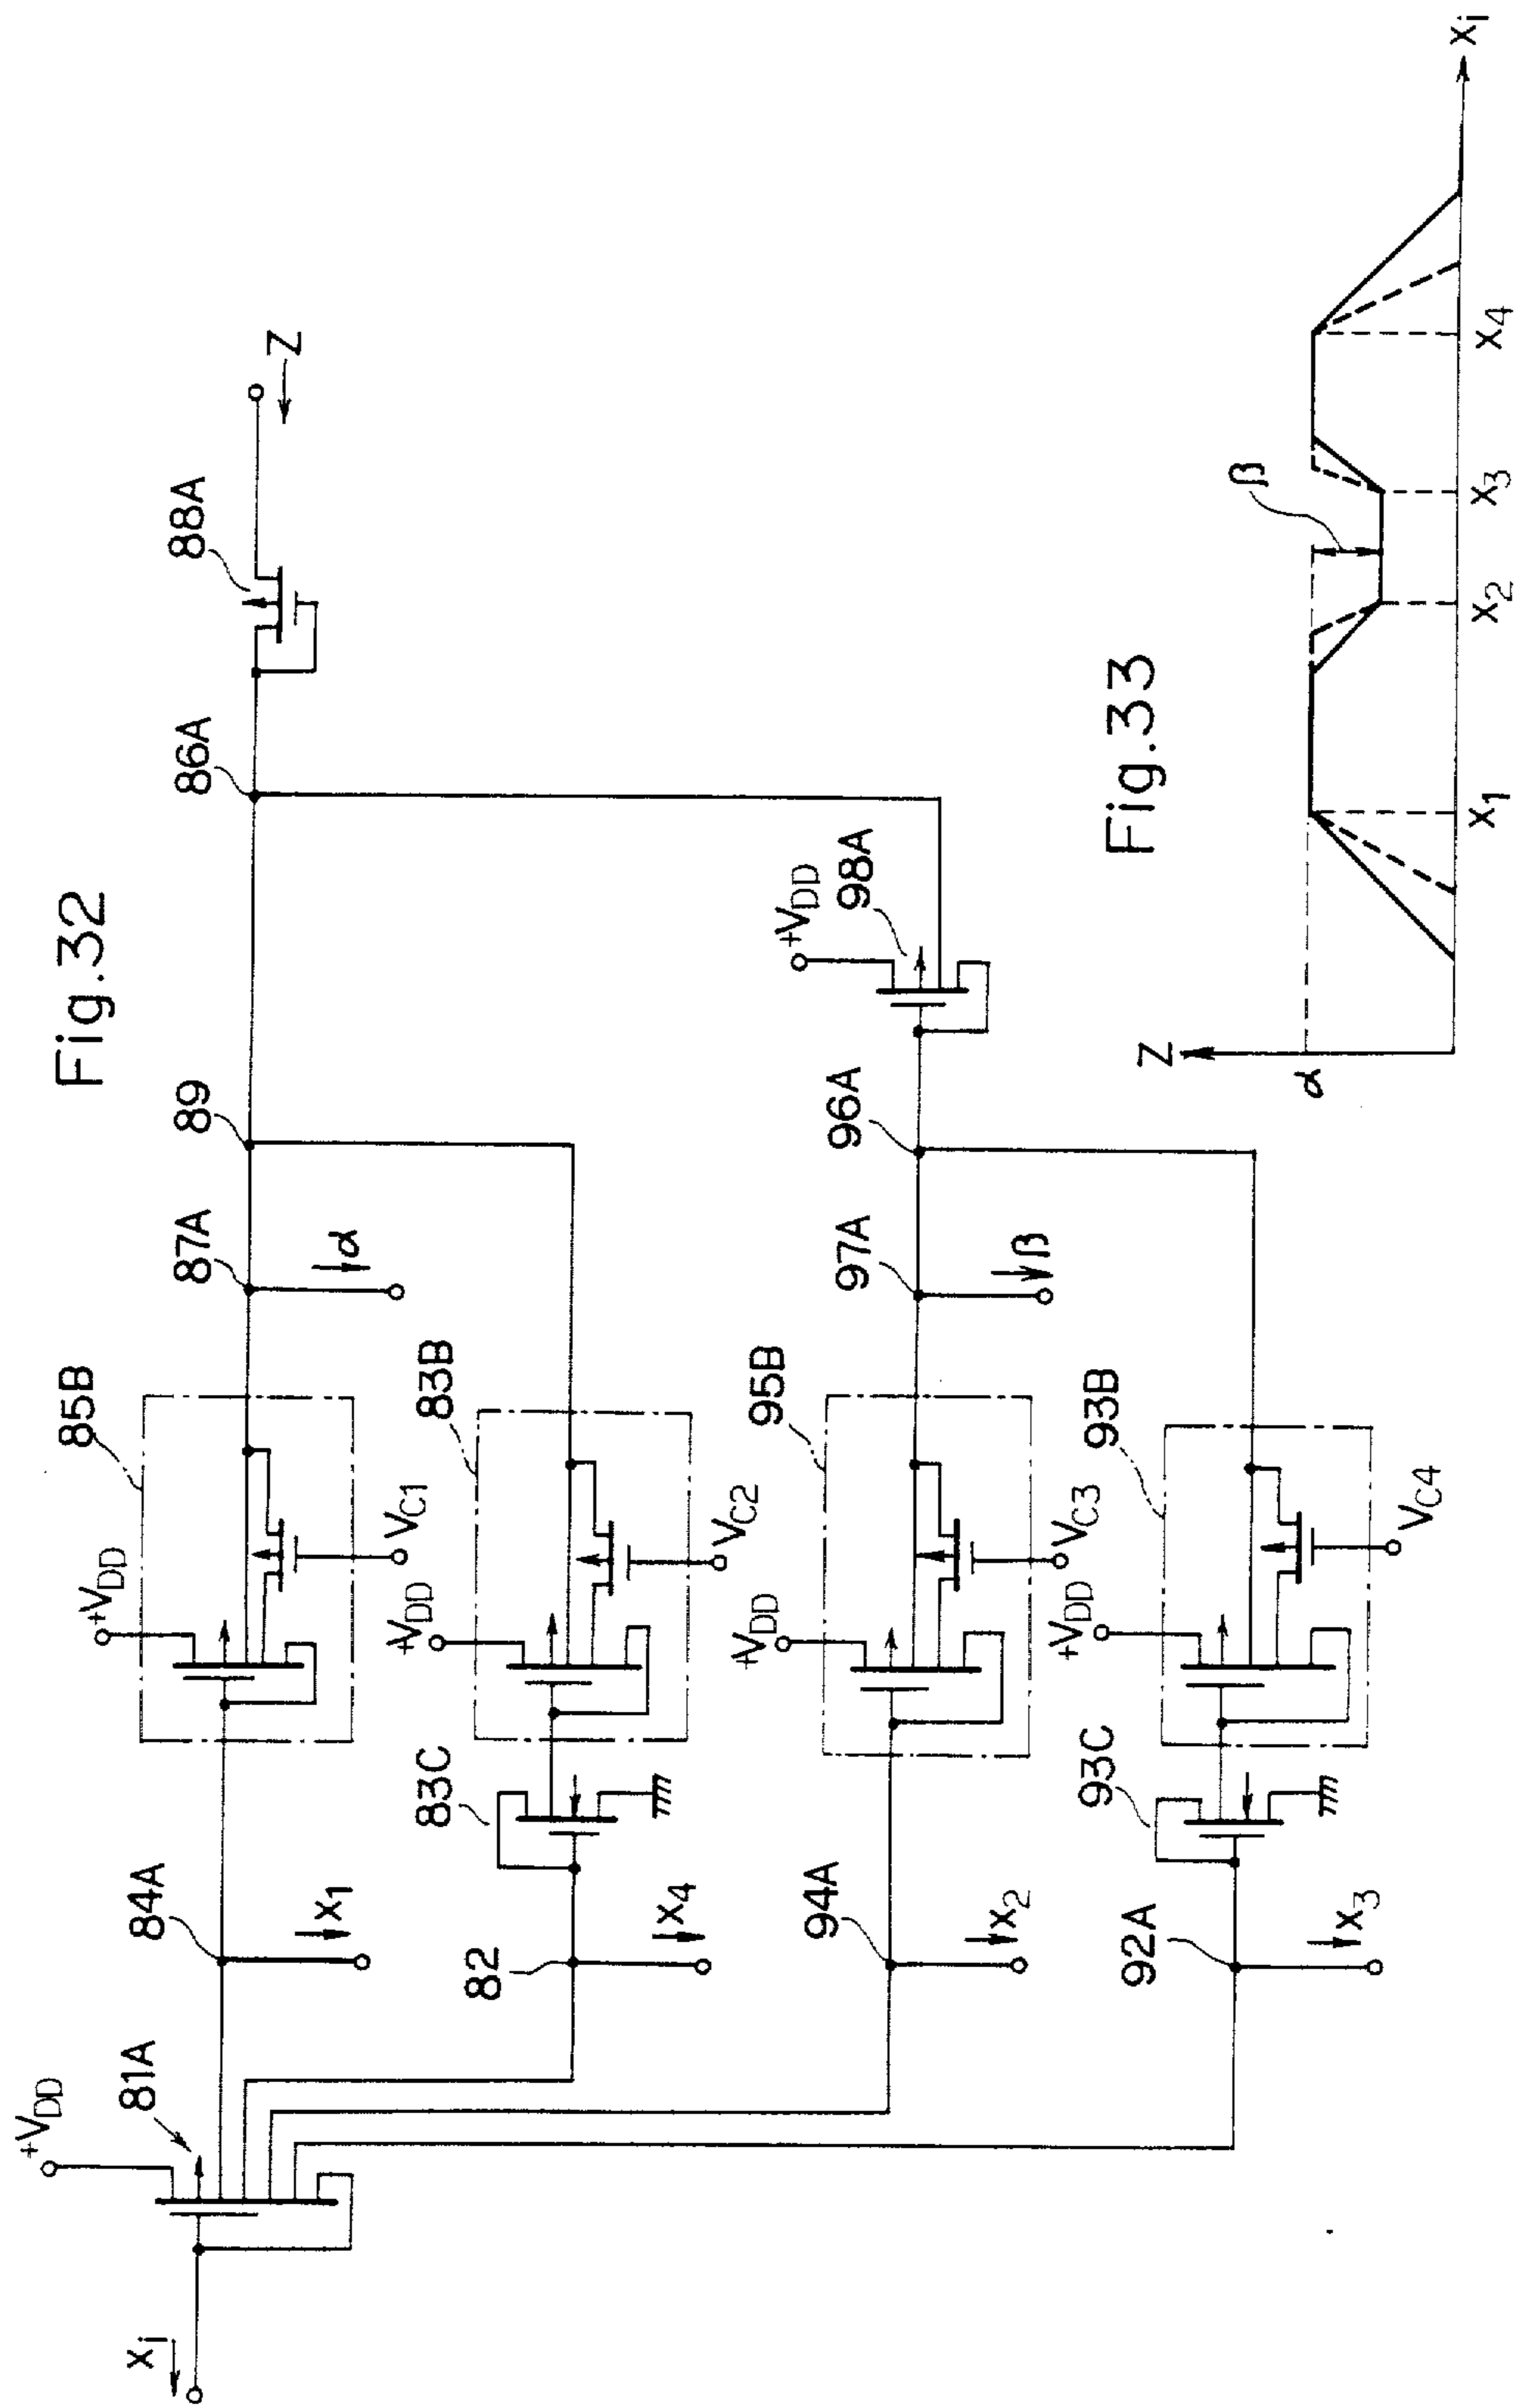 Fig.32
+VDD
81A
xi
84A
x1
82
x4
94A
x2
92A
x3
83C
93C
85B
+VDD
VC1
83B
+VDD
VC2
95B
+VDD
VC3
93B
+VDD
VC4
87A
α
89
97A
β
96A
+VDD
98A
86A
88A
Z
Fig.33
Z
α
β
x1
x2
x3
x4
xi